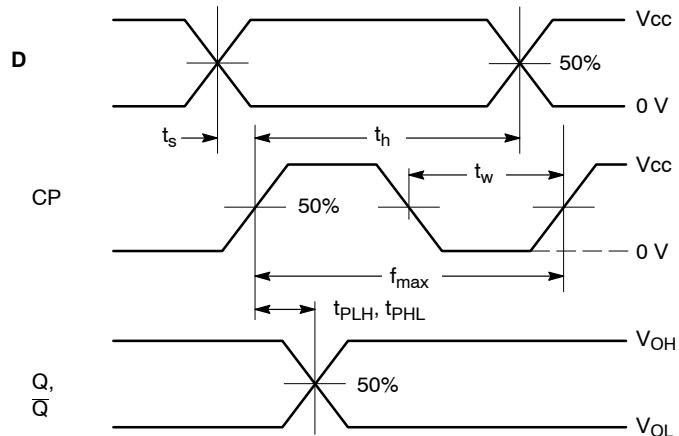 Vcc
D
50%
0 V
ts
th
Vcc
tw
CP
50%
0 V
fmax
tPLH, tPHL
VOH
Q,
50%
Q̅
VOL